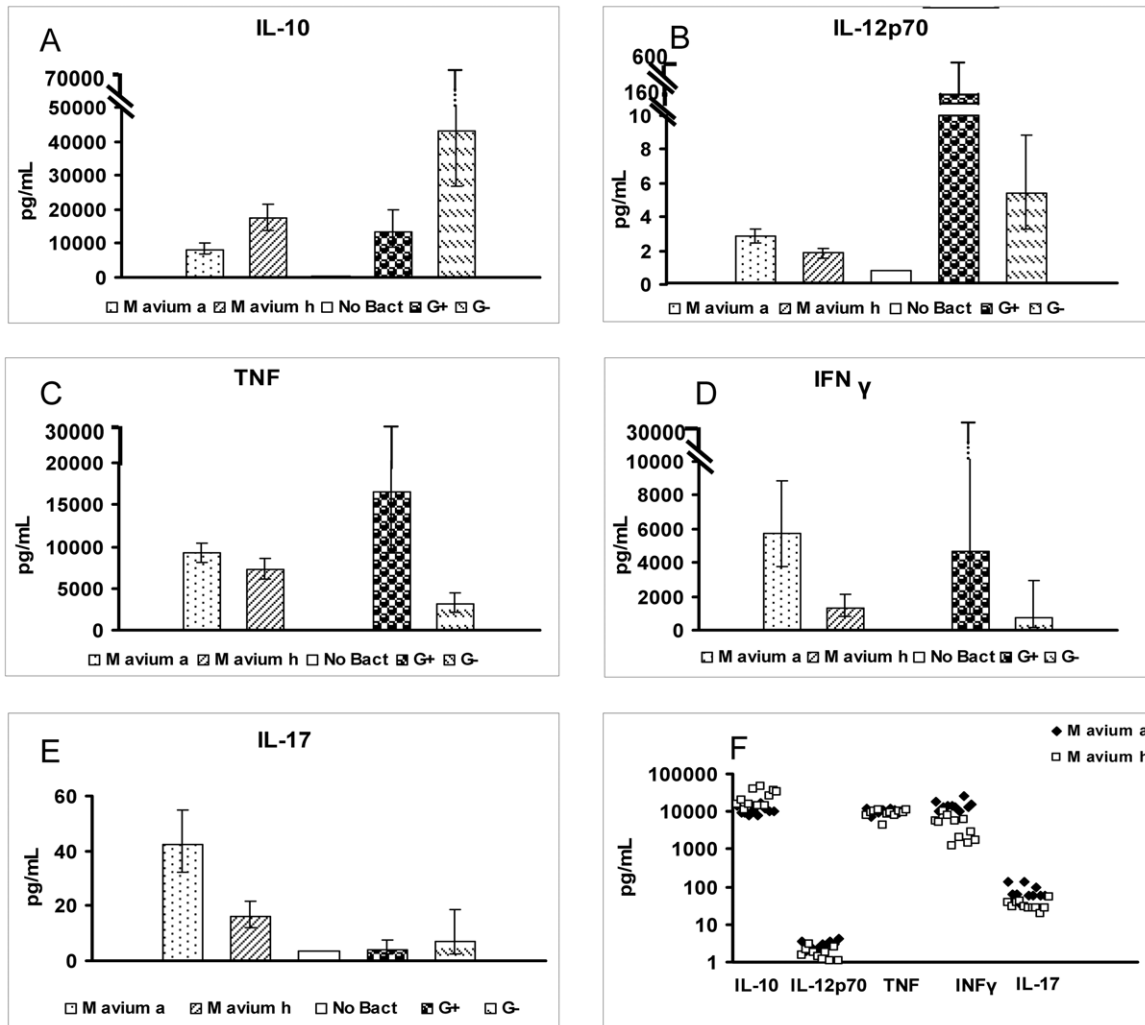 A
IL-10
70000
50000
40000
30000
20000
10000
0
pg/mL
M avium a M avium h No Bact G+ G-
B
IL-12p70
600
160
10
8
6
4
2
0
pg/mL
M avium a M avium h No Bact G+ G-
C
TNF
30000
20000
15000
10000
5000
0
pg/mL
M avium a M avium h No Bact G+ G-
D
IFN γ
30000
10000
8000
6000
4000
2000
0
pg/mL
M avium a M avium h No Bact G+ G-
E
IL-17
60
40
20
0
pg/mL
M avium a M avium h No Bact G+ G-
F
M avium a
M avium h
100000
10000
1000
100
10
1
pg/mL
IL-10 IL-12p70 TNF INFγ IL-17